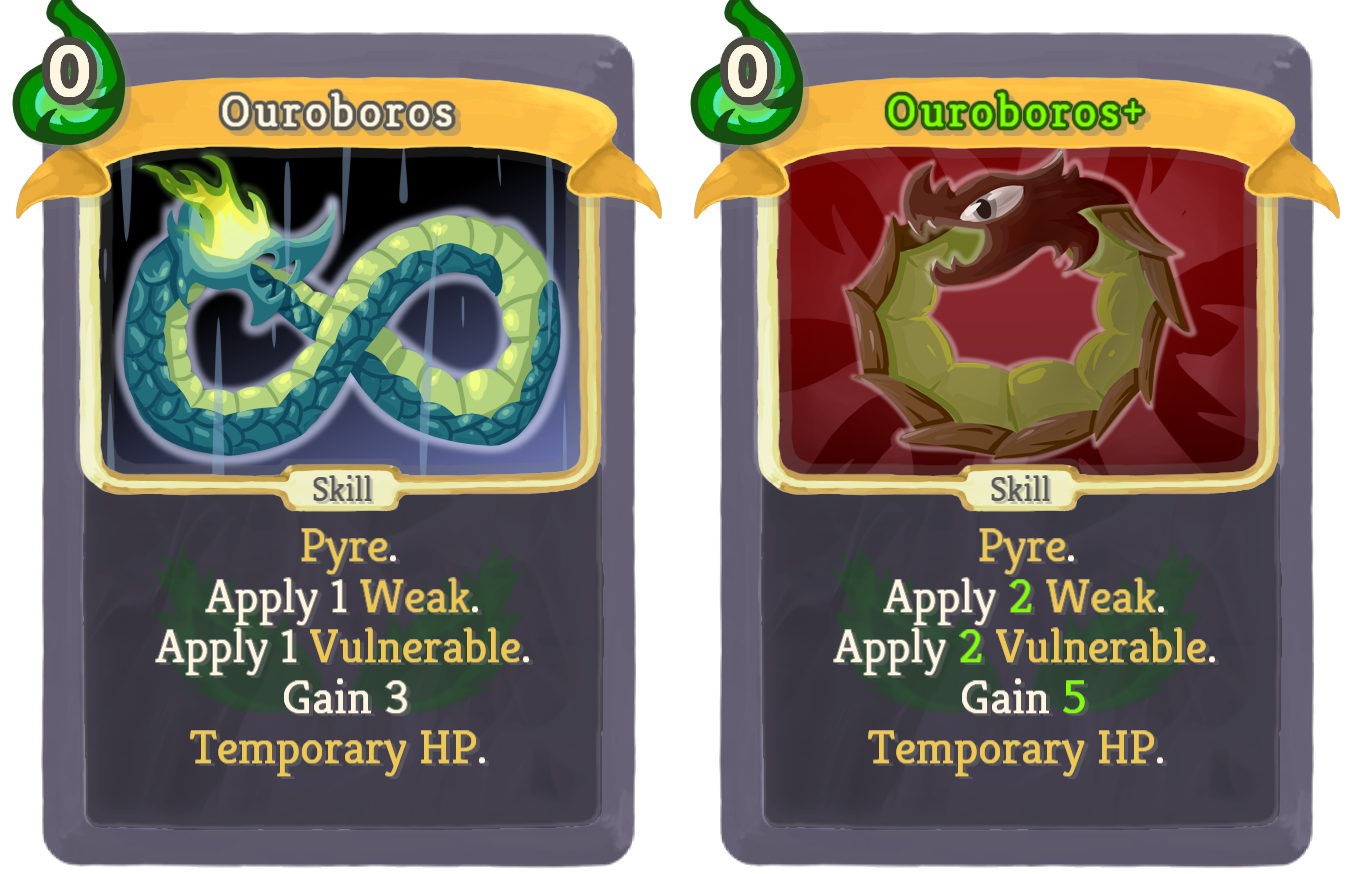 0
Ouroboros
Skill
Pyre.
Apply 1 Weak.
Apply 1 Vulnerable.
Gain 3
Temporary HP.
0
Ouroboros+
Skill
Pyre.
Apply 2 Weak.
Apply 2 Vulnerable.
Gain 5
Temporary HP.